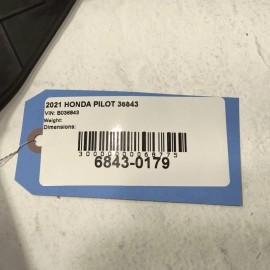 2021 HONDA PILOT 36843
VIN: B036843
Weight:
Dimensions:
6843-0179